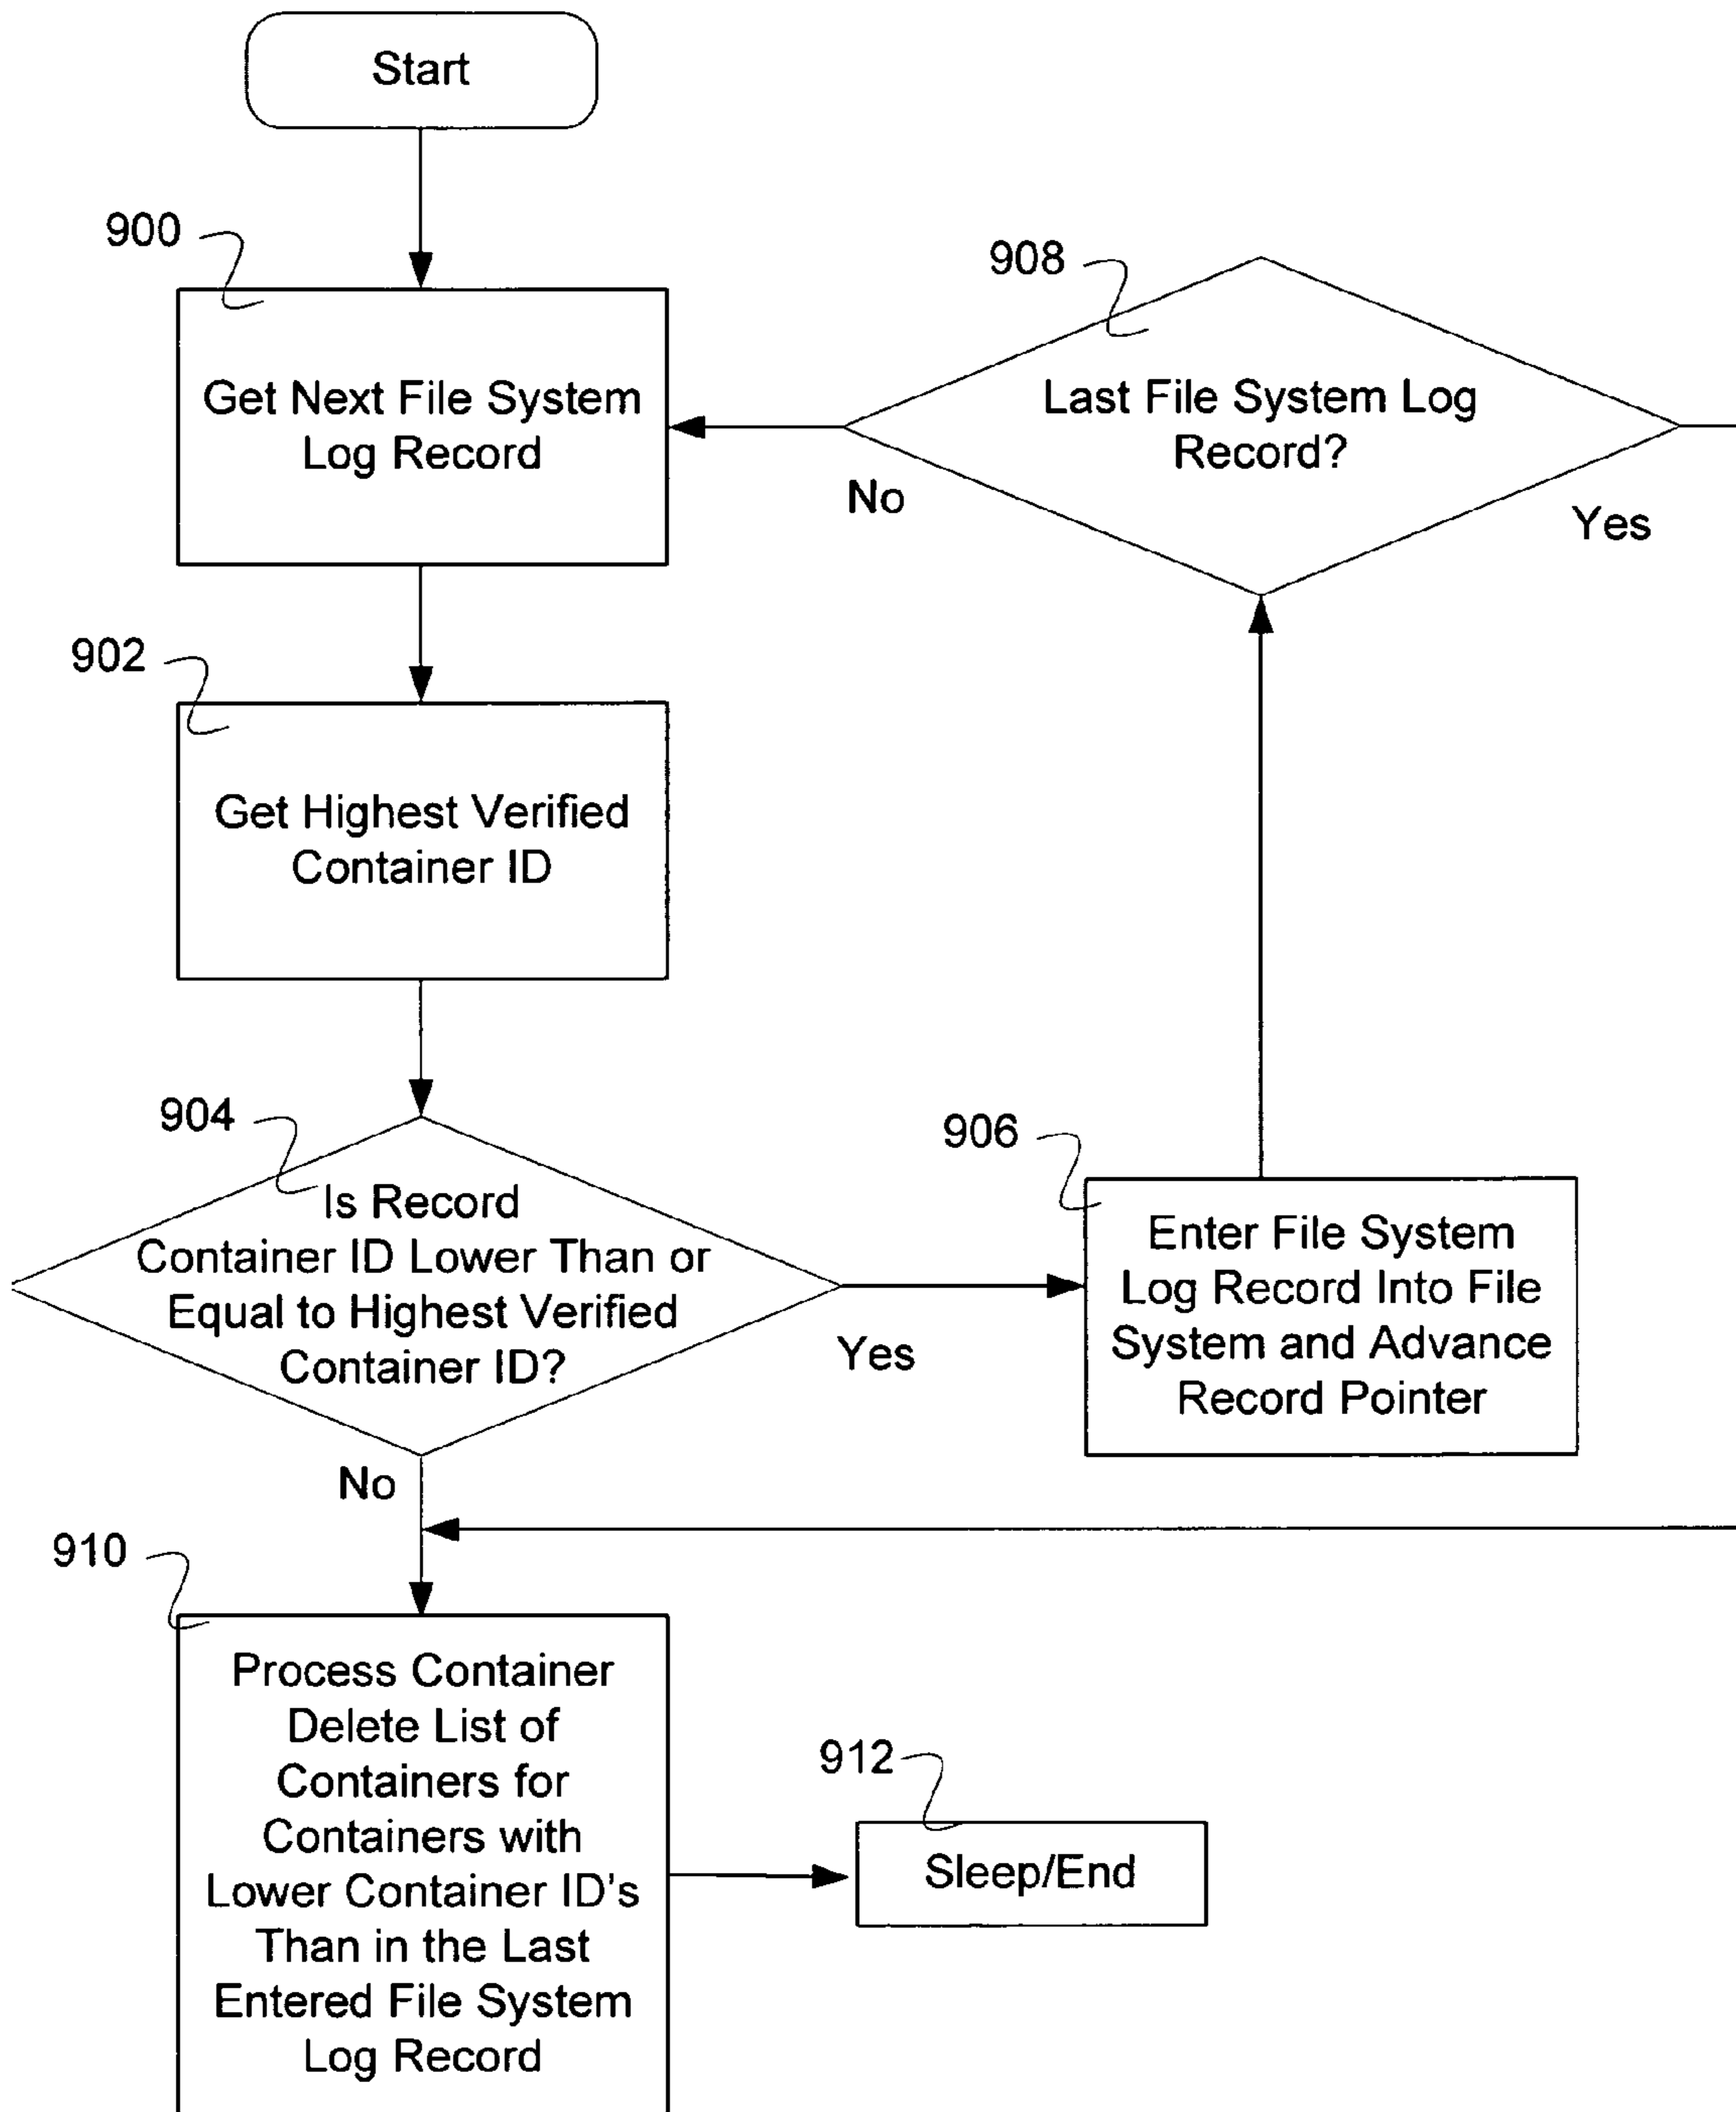 Start
900
Get Next File System
Log Record
908
Last File System Log
Record?
No
Yes
902
Get Highest Verified
Container ID
904
Is Record
Container ID Lower Than or
Equal to Highest Verified
Container ID?
Yes
No
906
Enter File System
Log Record Into File
System and Advance
Record Pointer
910
Process Container
Delete List of
Containers for
Containers with
Lower Container ID's
Than in the Last
Entered File System
Log Record
912
Sleep/End